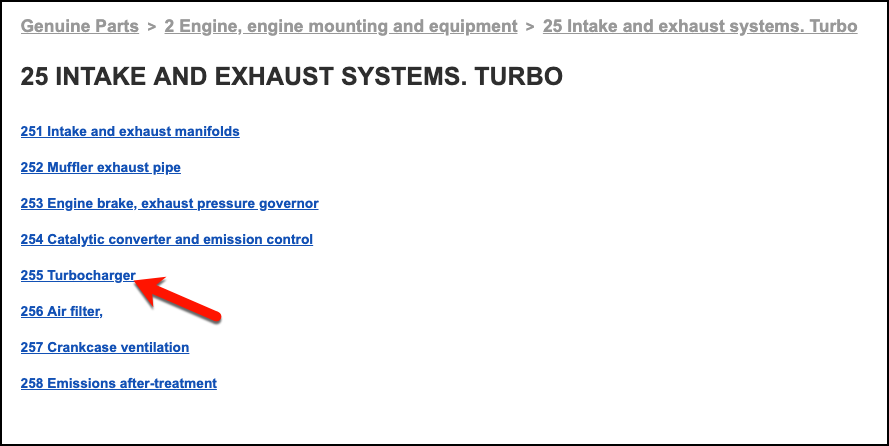 Genuine Parts > 2 Engine, engine mounting and equipment > 25 Intake and exhaust systems. Turbo
25 INTAKE AND EXHAUST SYSTEMS. TURBO
251 Intake and exhaust manifolds
252 Muffler exhaust pipe
253 Engine brake, exhaust pressure governor
254 Catalytic converter and emission control
255 Turbocharger
256 Air filter,
257 Crankcase ventilation
258 Emissions after-treatment